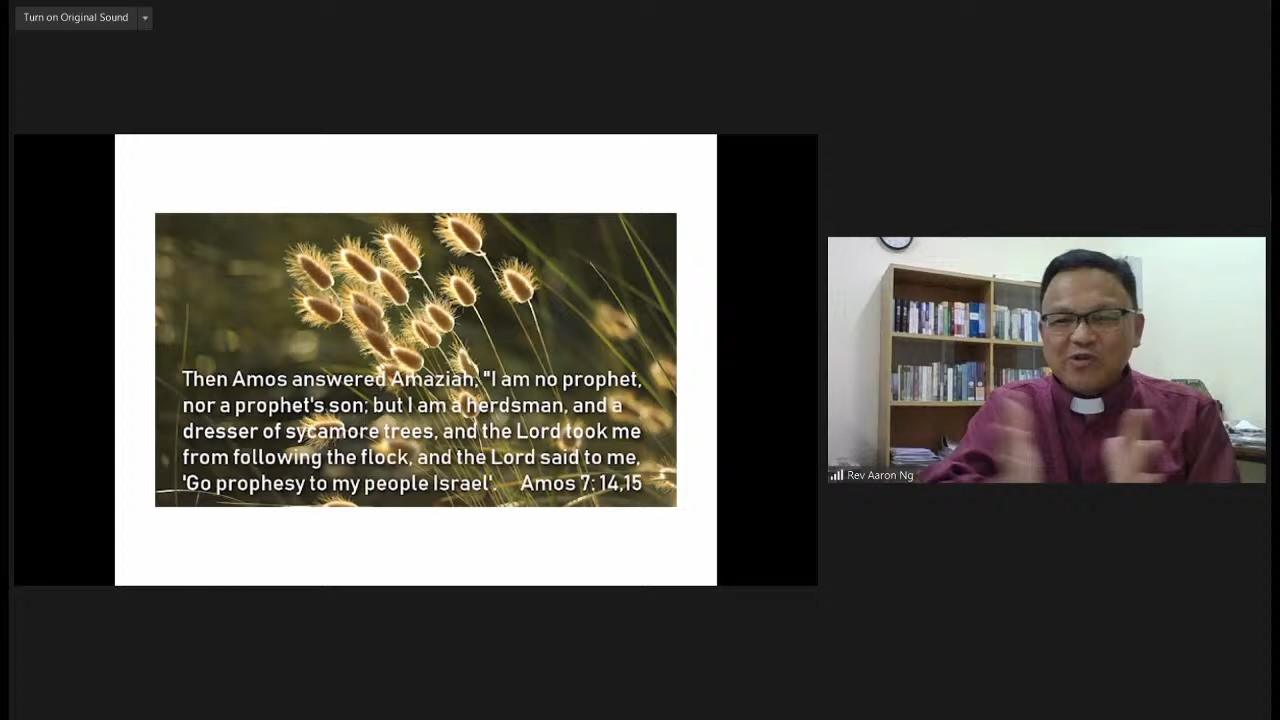 Turn on Original Sound
Then Amos answered Amaziah, "I am no prophet,
nor a prophet's son; but I am a herdsman, and a
dresser of sycamore trees, and the Lord took me
from following the flock, and the Lord said to me,
'Go prophesy to my people Israel'. Amos 7: 14,15
Rev Aaron Ng